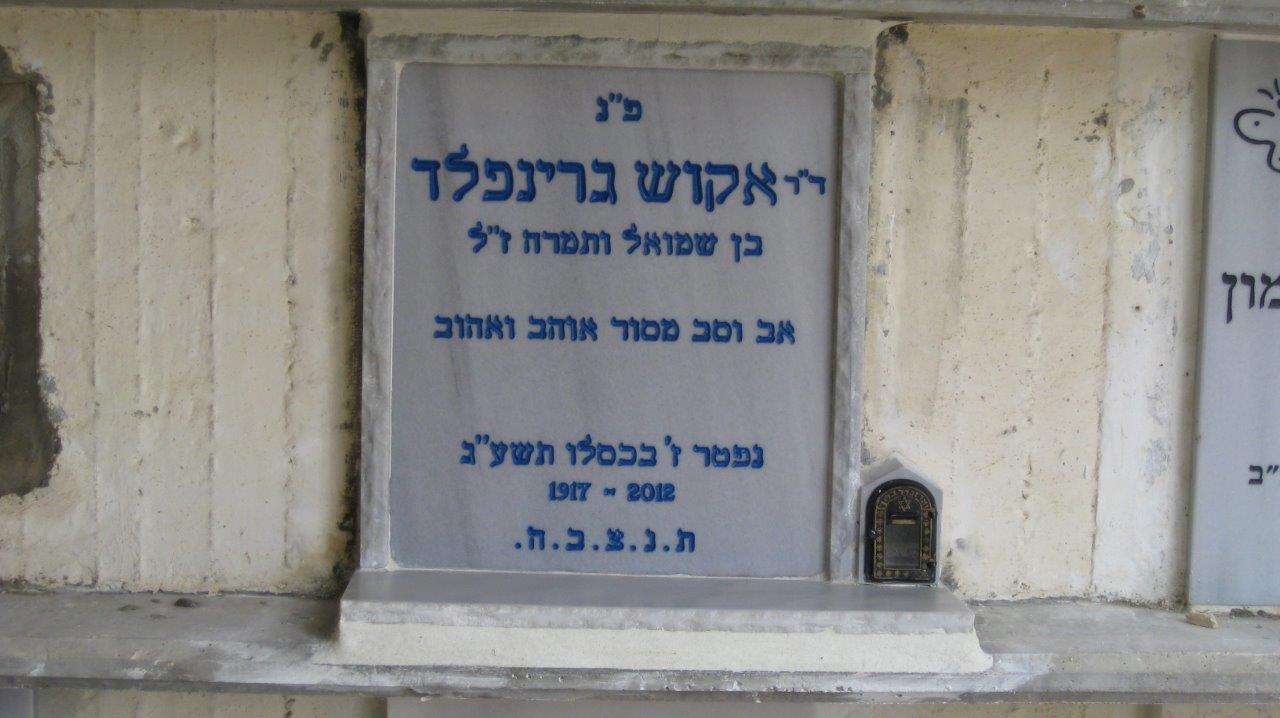 פ"נ
ד"ר אקוש גרינפלד
בן שמואל ותמרה ז"ל
אב וסב מסור אוהב ואהוב
נפטר ז' בכסלו תשע"ג
1917 ~ 2012
ת.נ.צ.ב.ה.